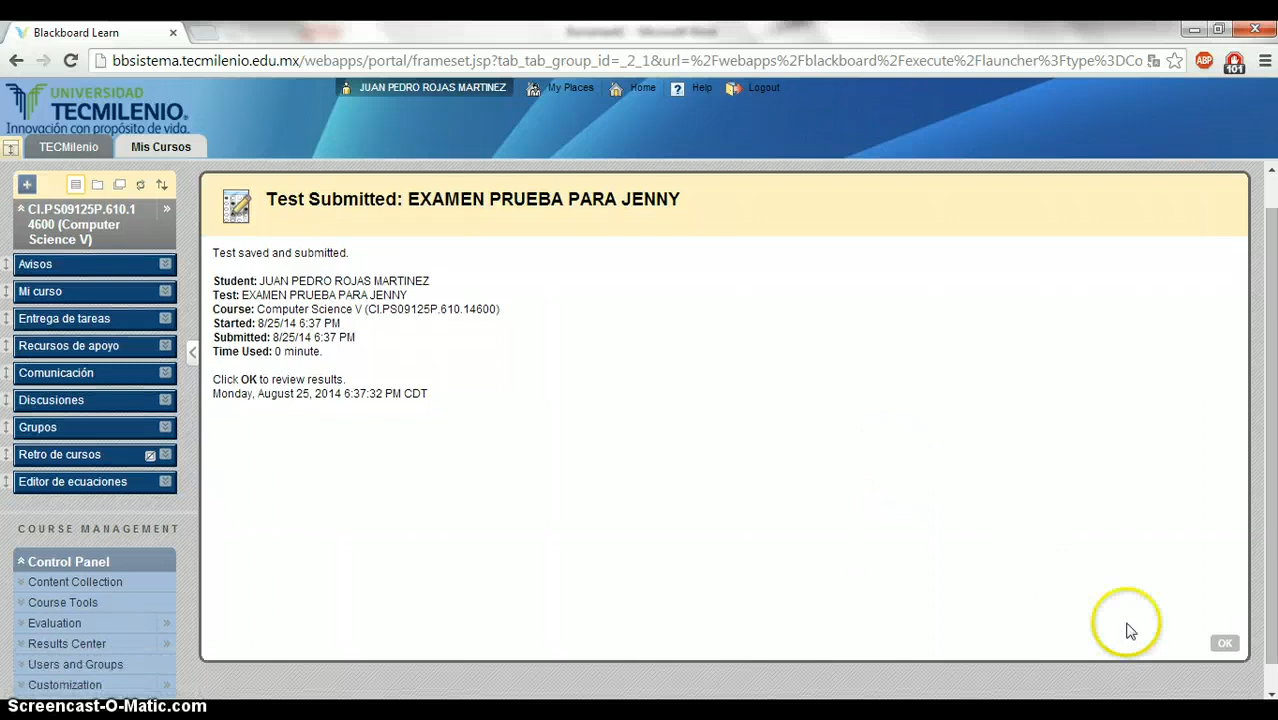 Blackboard Learn
bbsistema.tecmilenio.edu.mx/webapps/portal/frameset.jsp?tab_tab_group_id=_2_1&url=%2Fwebapps%2Fblackboard%2Fexecute%2Flauncher%3Ftype%3DCo
ABP
101
UNIVERSIDAD
TECMILENIO®
Innovación con propósito de vida.
JUAN PEDRO ROJAS MARTINEZ
My Places
Home
Help
Logout
TECMilenio
Mis Cursos
CI.PS09125P.610.1
4600 (Computer
Science V)
Avisos
Mi curso
Entrega de tareas
Recursos de apoyo
Comunicación
Discusiones
Grupos
Retro de cursos
Editor de ecuaciones
COURSE MANAGEMENT
Control Panel
Content Collection
Course Tools
Evaluation
Results Center
Users and Groups
Customization
Test Submitted: EXAMEN PRUEBA PARA JENNY
Test saved and submitted.
Student: JUAN PEDRO ROJAS MARTINEZ
Test: EXAMEN PRUEBA PARA JENNY
Course: Computer Science V (CI.PS09125P.610.14600)
Started: 8/25/14 6:37 PM
Submitted: 8/25/14 6:37 PM
Time Used: 0 minute.
Click OK to review results.
Monday, August 25, 2014 6:37:32 PM CDT
OK
Screencast-O-Matic.com